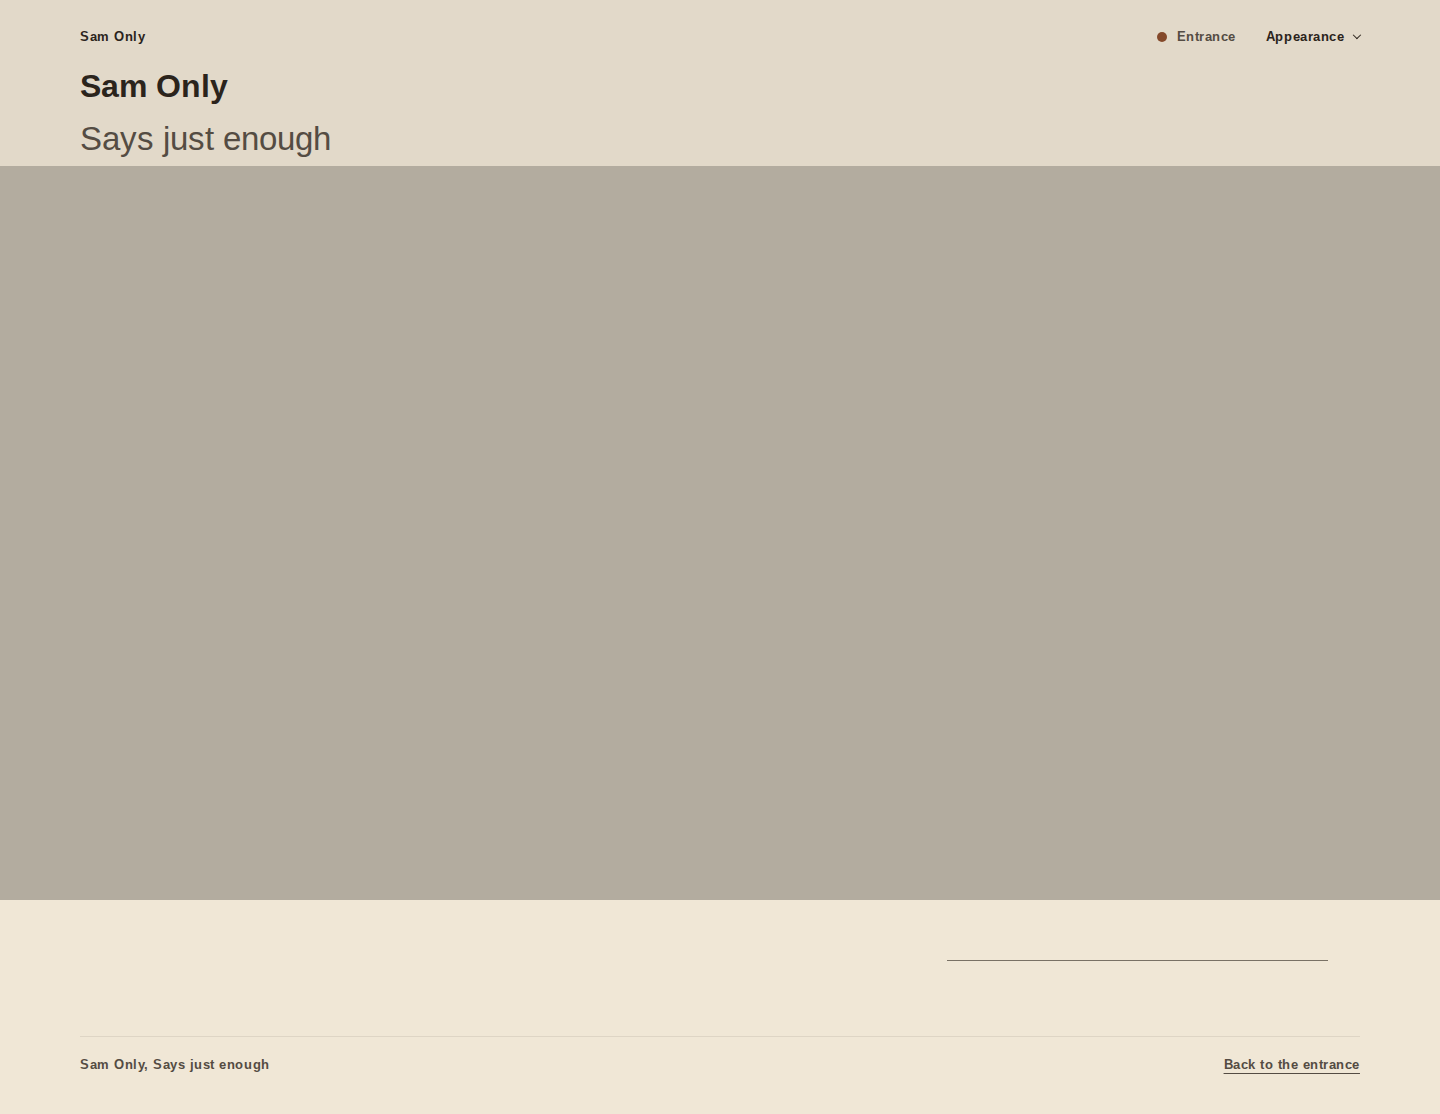 Sam Only
Entrance
Appearance
Sam Only
Says just enough
Sam Only, Says just enough
Back to the entrance